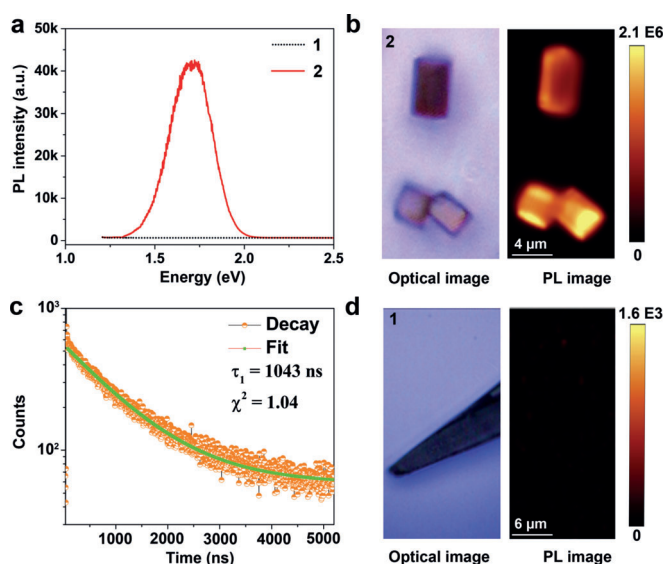 a
PL intensity (a.u.)
50k
40k
30k
20k
10k
0
1
2
1.0 1.5 2.0 2.5
Energy (eV)
b
2
2.1 E6
4 µm
0
Optical image PL image
c
Counts
10³
10²
Decay
Fit
τ₁ = 1043 ns
χ² = 1.04
1000 2000 3000 4000 5000
Time (ns)
d
1
1.6 E3
6 µm
0
Optical image PL image